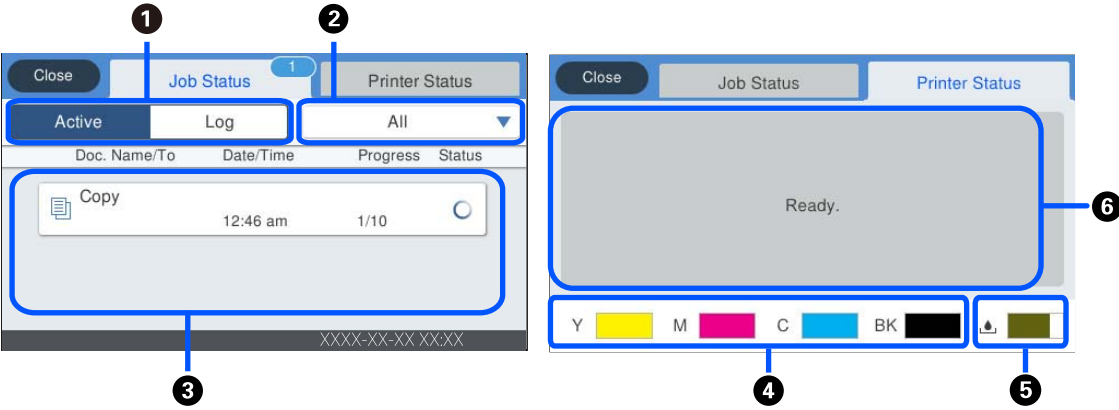 1 2
Close Job Status 1 Printer Status
Active Log All
Doc. Name/To Date/Time Progress Status
Copy
12:46 am 1/10
XXXX-XX-XX XX:XX
3
Close Job Status Printer Status
Ready.
6
Y M C BK
4 5